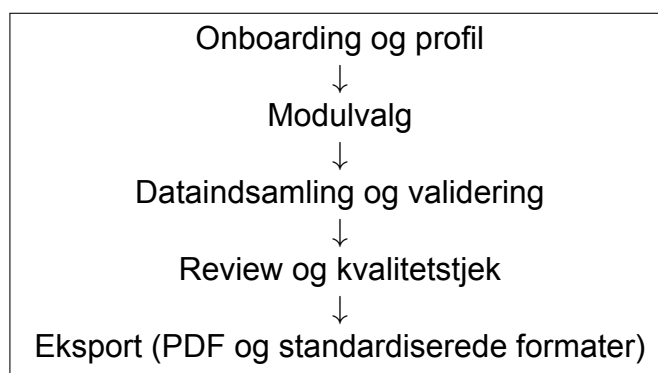 Onboarding og profil
↓
Modulvalg
↓
Dataindsamling og validering
↓
Review og kvalitetstjek
↓
Eksport (PDF og standardiserede formater)